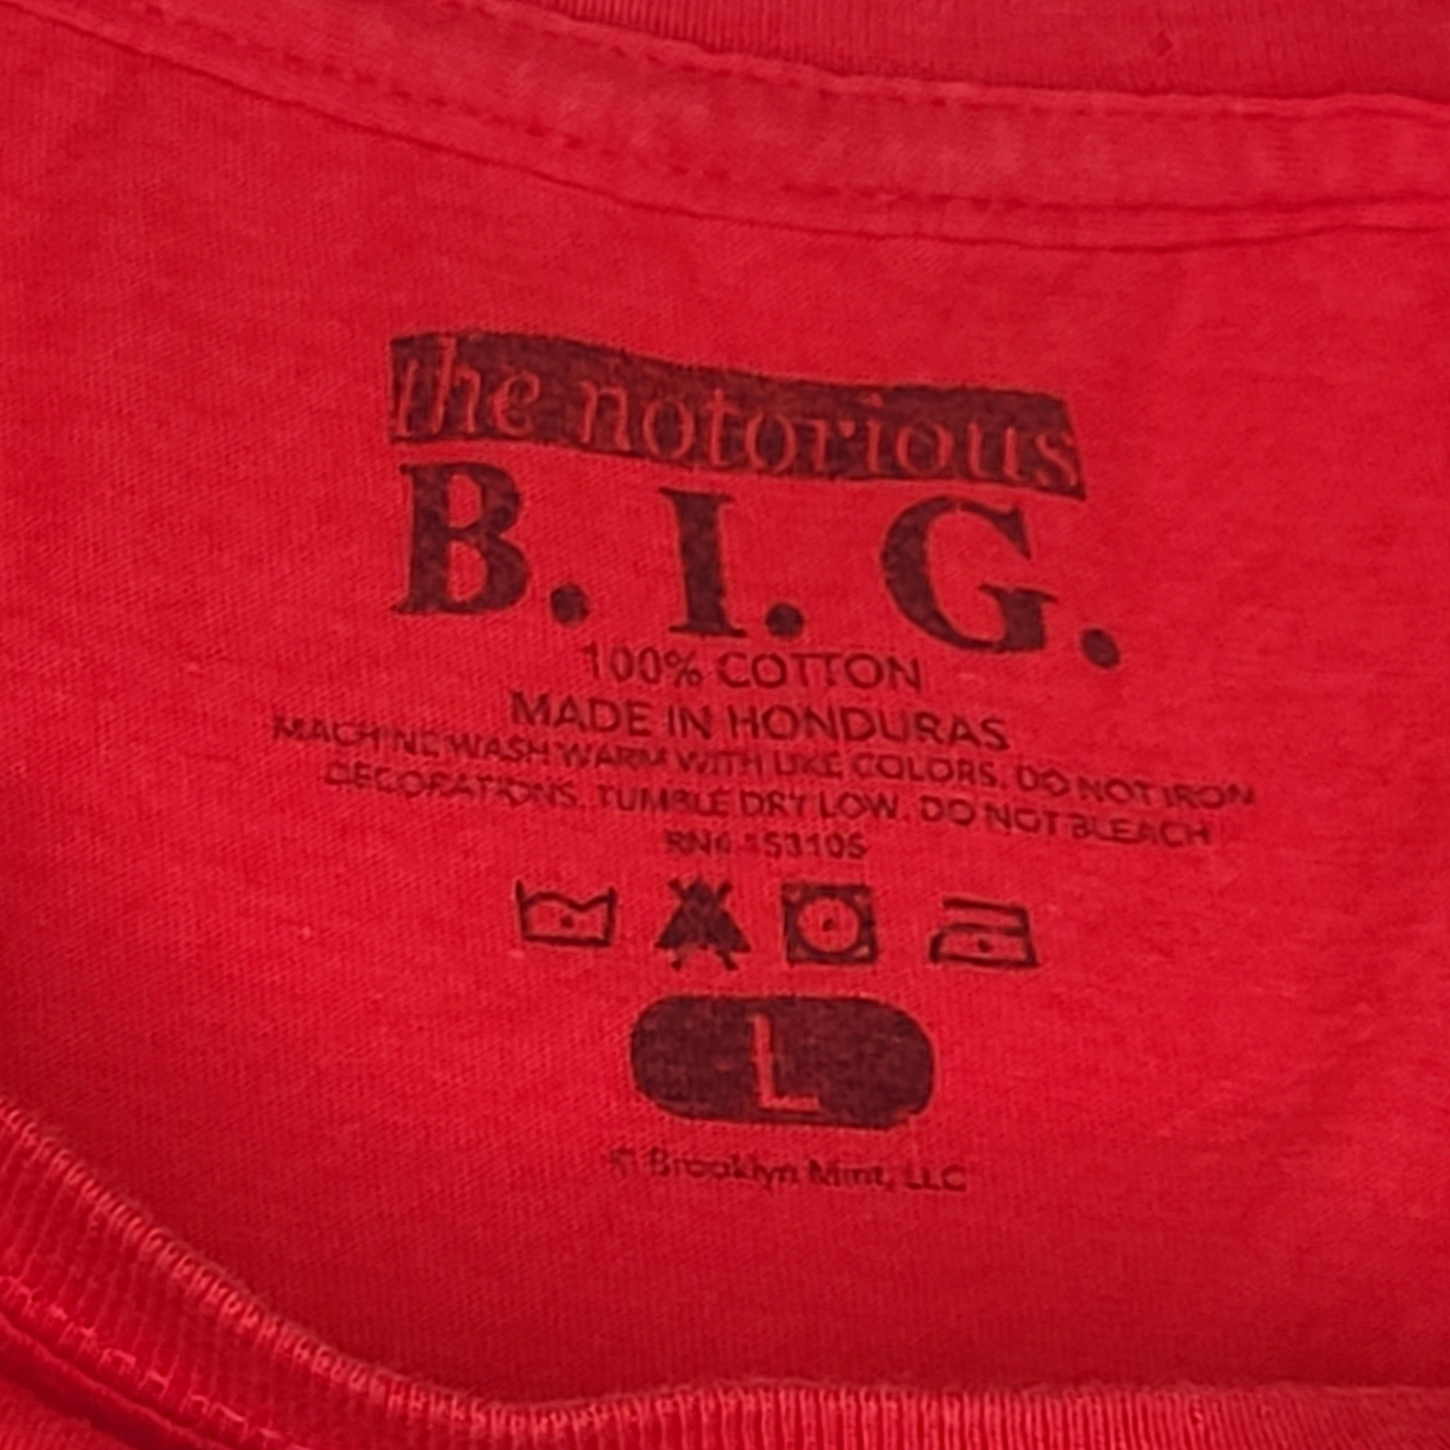 the notorious
B. I. G.
100% COTTON
MADE IN HONDURAS
MACHINE WASH WARM WITH LIKE COLORS. DO NOT IRON
DECORATIONS. TUMBLE DRY LOW. DO NOT BLEACH
RN# 153105
L
© Brooklyn Mint, LLC